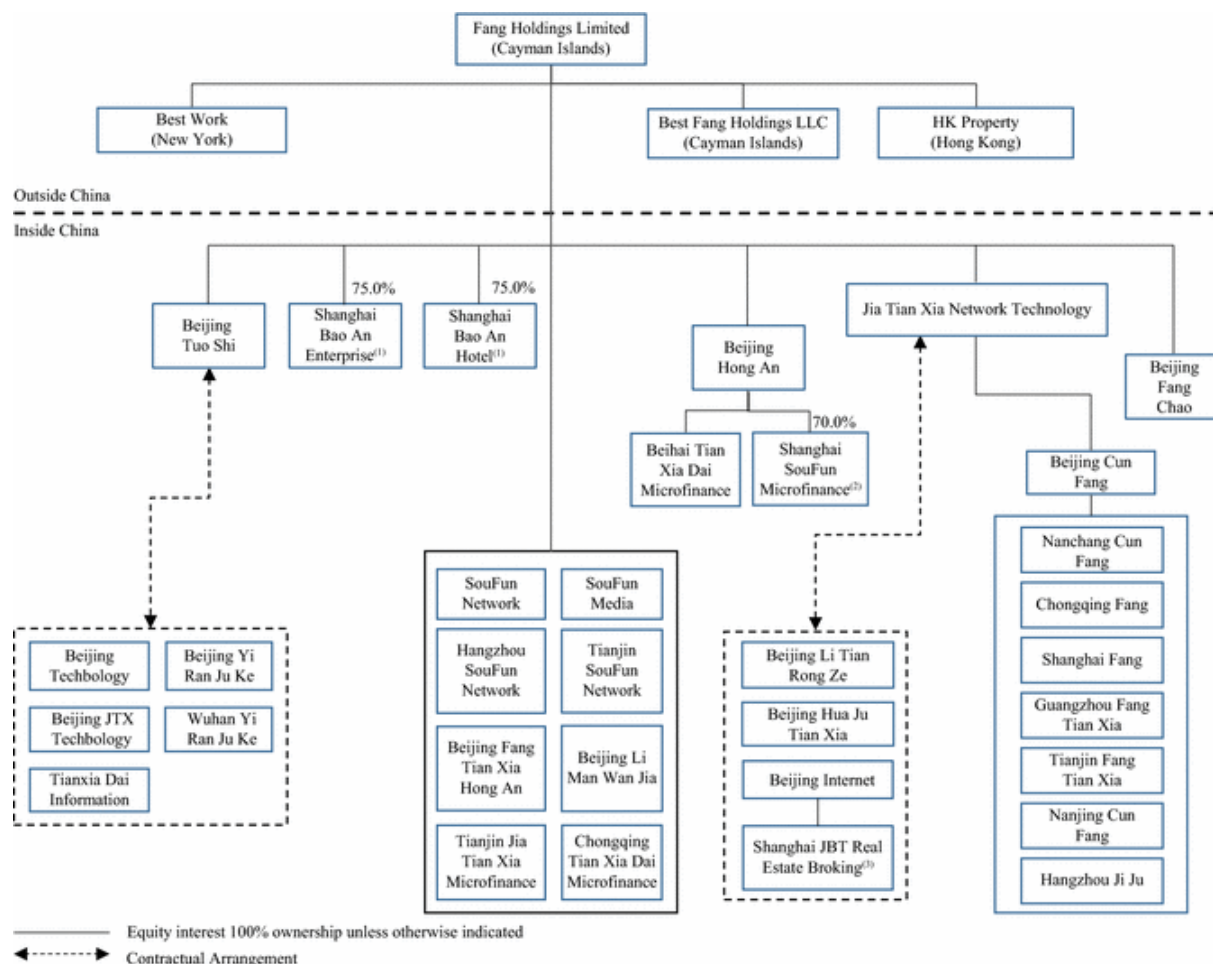 Fang Holdings Limited
(Cayman Islands)
Best Work
(New York)
Best Fang Holdings LLC
(Cayman Islands)
HK Property
(Hong Kong)
Outside China
Inside China
75.0%
75.0%
Beijing
Tuo Shi
Shanghai
Bao An
Enterprise(1)
Shanghai
Bao An
Hotel(1)
Beijing
Hong An
Jia Tian Xia Network Technology
Beijing
Fang
Chao
70.0%
Beihai Tian
Xia Dai
Microfinance
Shanghai
SouFun
Microfinance(2)
Beijing Cun
Fang
Nanchang Cun
Fang
Chongqing Fang
Shanghai Fang
Guangzhou Fang
Tian Xia
Tianjin Fang
Tian Xia
Nanjing Cun
Fang
Hangzhou Ji Ju
SouFun
Network
SouFun
Media
Hangzhou
SouFun
Network
Tianjin
SouFun
Network
Beijing Fang
Tian Xia
Hong An
Beijing Li
Man Wan Jia
Tianjin Jia
Tian Xia
Microfinance
Chongqing
Tian Xia Dai
Microfinance
Beijing
Techbology
Beijing Yi
Ran Ju Ke
Beijing JTX
Techbology
Wuhan Yi
Ran Ju Ke
Tianxia Dai
Information
Beijing Li Tian
Rong Ze
Beijing Hua Ju
Tian Xia
Beijing Internet
Shanghai JBT Real
Estate Broking(3)
Equity interest 100% ownership unless otherwise indicated
Contractual Arrangement